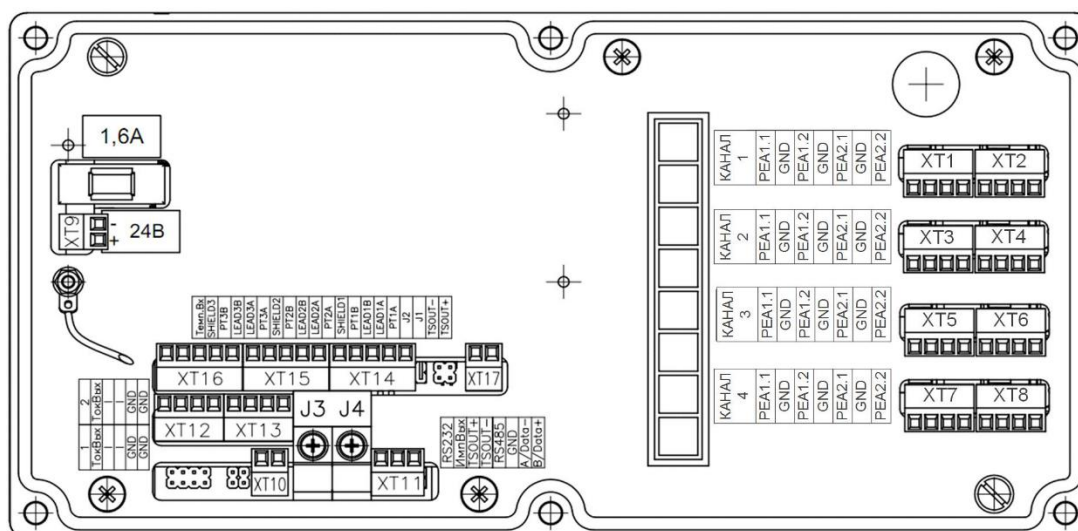 1,6А
XT9
-
+
24В
Темп.Вх
SHIELD3
PT3B
LEAD3B
LEAD3A
PT3A
SHIELD2
PT2B
LEAD2B
LEAD2A
PT2A
SHIELD1
PT1B
LEAD1B
LEAD1A
PT1A
J2
J1
TSOUT-
TSOUT+
XT16
XT15
XT14
XT17
1
2
ТокВых
ТокВых
I
I
I
I
GND
GND
GND
GND
XT12
XT13
J3
J4
XT10
XT11
RS232
ИмпВых
TSOUT+
TSOUT-
RS485
GND
A/Data-
B/Data+
КАНАЛ 1
PEA1.1
GND
PEA1.2
GND
PEA2.1
GND
PEA2.2
XT1
XT2
КАНАЛ 2
PEA1.1
GND
PEA1.2
GND
PEA2.1
GND
PEA2.2
XT3
XT4
КАНАЛ 3
PEA1.1
GND
PEA1.2
GND
PEA2.1
GND
PEA2.2
XT5
XT6
КАНАЛ 4
PEA1.1
GND
PEA1.2
GND
PEA2.1
GND
PEA2.2
XT7
XT8